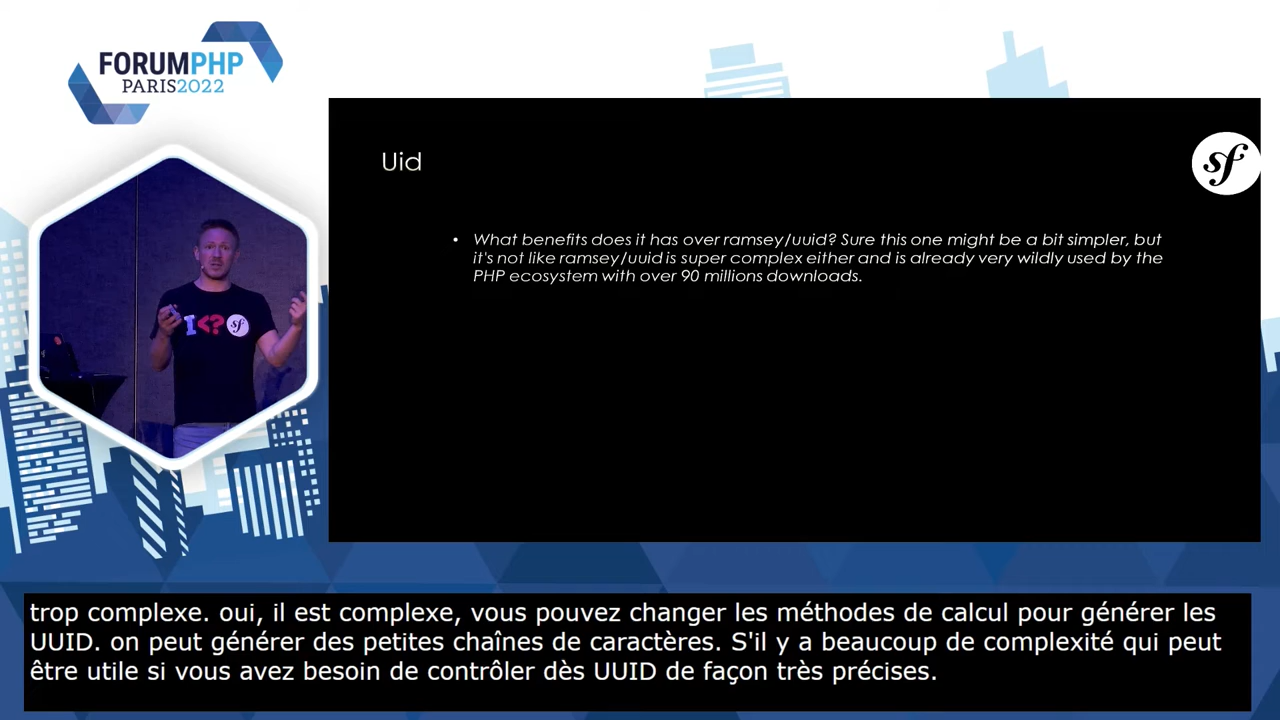 FORUMPHP
PARIS2022
Uid
sf
• What benefits does it has over ramsey/uuid? Sure this one might be a bit simpler, but
it's not like ramsey/uuid is super complex either and is already very wildly used by the
PHP ecosystem with over 90 millions downloads.
I<? sf
trop complexe. oui, il est complexe, vous pouvez changer les méthodes de calcul pour générer les
UUID. on peut générer des petites chaînes de caractères. S'il y a beaucoup de complexité qui peut
être utile si vous avez besoin de contrôler dès UUID de façon très précises.